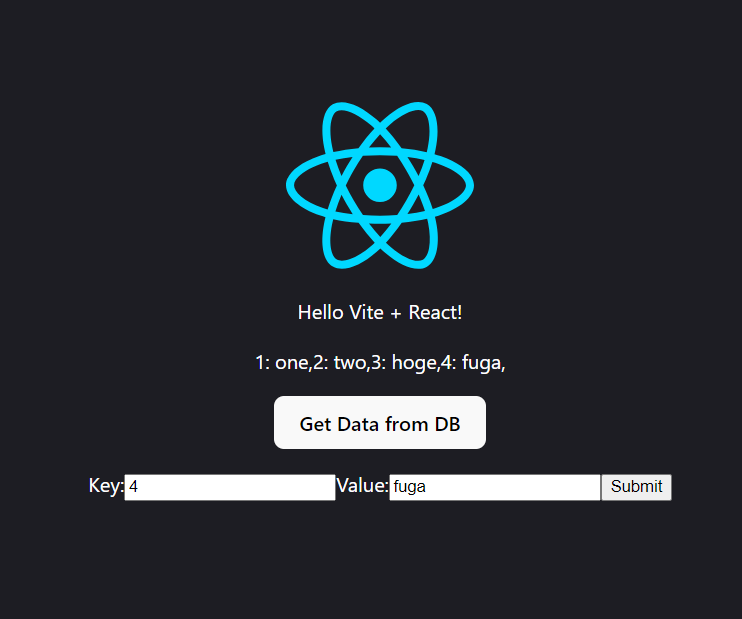 Hello Vite + React!
1: one,2: two,3: hoge,4: fuga,
Get Data from DB
Key:4 Value:fuga Submit